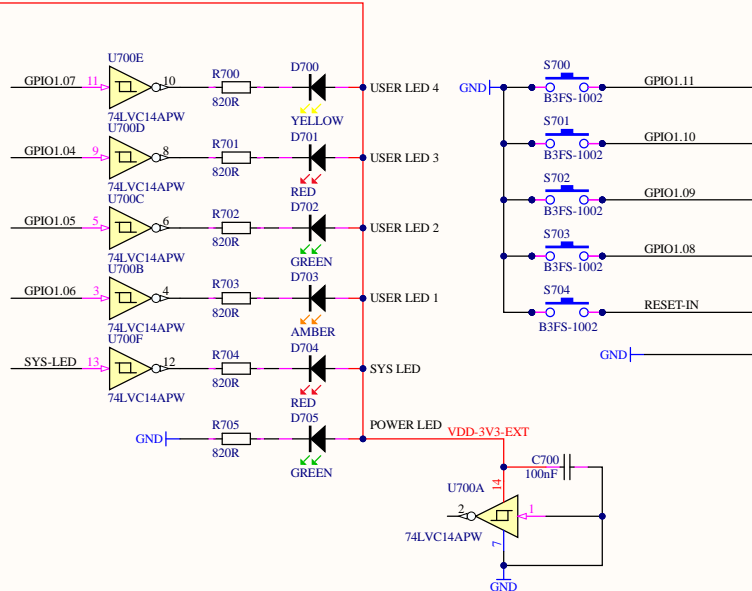 U700E
GPIO1.07 11 10 R700 D700 USER LED 4
820R
74LVC14APW YELLOW
U700D
GPIO1.04 9 8 R701 D701 USER LED 3
820R
74LVC14APW RED
U700C
GPIO1.05 5 6 R702 D702 USER LED 2
820R
74LVC14APW GREEN
U700B
GPIO1.06 3 4 R703 D703 USER LED 1
820R
74LVC14APW AMBER
U700F
SYS-LED 13 12 R704 D704 SYS LED
820R
74LVC14APW RED
GND R705 D705 POWER LED
820R
GREEN
VDD-3V3-EXT
C700
100nF
14
U700A
2 1
74LVC14APW
7
GND
S700
GND GPIO1.11
B3FS-1002
S701
GPIO1.10
B3FS-1002
S702
GPIO1.09
B3FS-1002
S703
GPIO1.08
B3FS-1002
S704
RESET-IN
B3FS-1002
GND